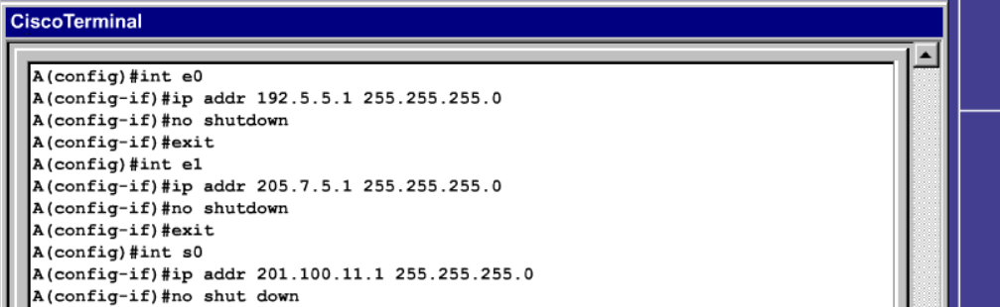 CiscoTerminal
A(config)#int e0
A(config-if)#ip addr 192.5.5.1 255.255.255.0
A(config-if)#no shutdown
A(config-if)#exit
A(config)#int e1
A(config-if)#ip addr 205.7.5.1 255.255.255.0
A(config-if)#no shutdown
A(config-if)#exit
A(config)#int s0
A(config-if)#ip addr 201.100.11.1 255.255.255.0
A(config-if)#no shut down